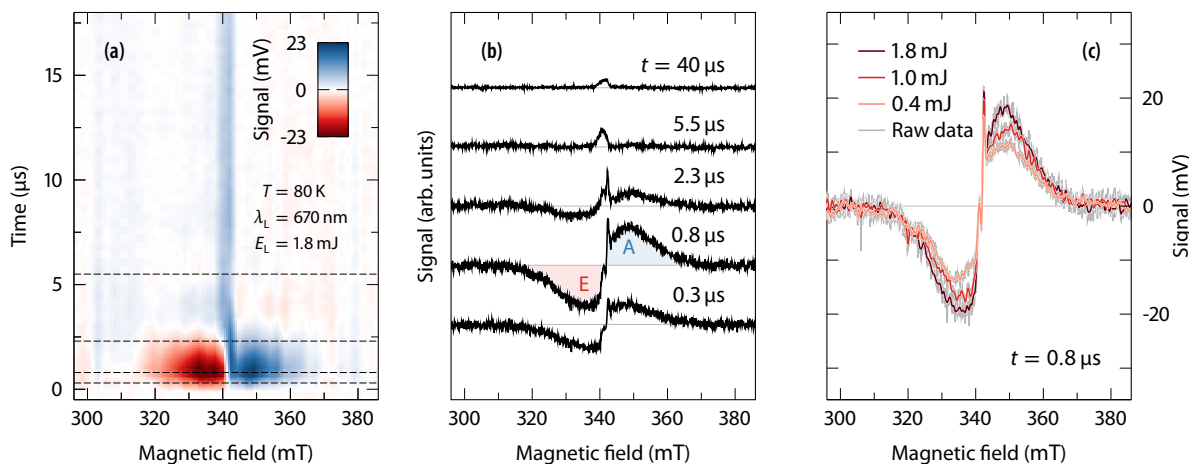 (a)
23
0
-23
Signal (mV)
T = 80 K
λL = 670 nm
EL = 1.8 mJ
15
10
5
0
Time (µs)
300 320 340 360 380
Magnetic field (mT)
(b)
t = 40 µs
5.5 µs
2.3 µs
0.8 µs
A
E
0.3 µs
Signal (arb. units)
300 320 340 360 380
Magnetic field (mT)
(c)
1.8 mJ
1.0 mJ
0.4 mJ
Raw data
20
0
-20
Signal (mV)
t = 0.8 µs
300 320 340 360 380
Magnetic field (mT)